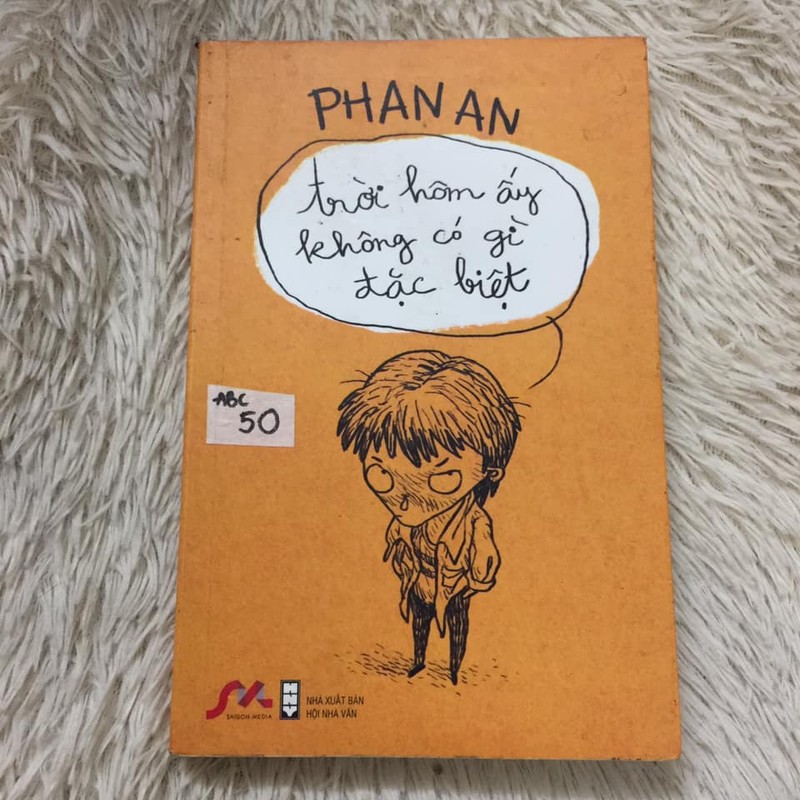 PHAN AN
trời hôm ấy
không có gì
đặc biệt
ABC
50
SAIGON MEDIA
HNV
NHÀ XUẤT BẢN
HỘI NHÀ VĂN